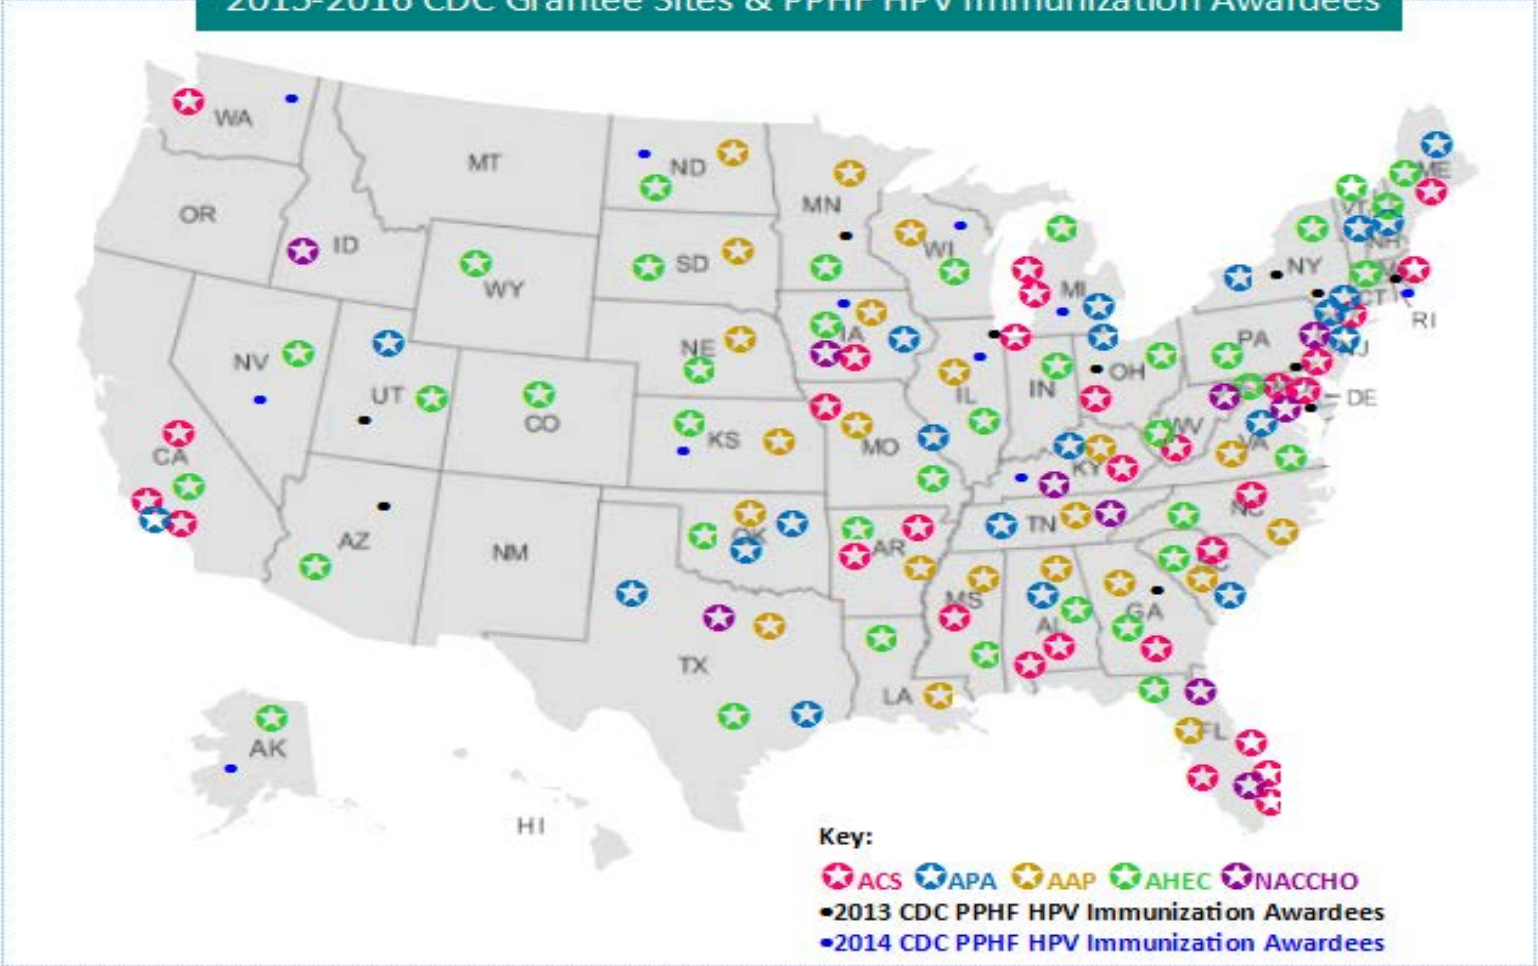 2015-2016 CDC Grantee Sites & PPHF HPV Immunization Awardees
WA
MT
ND
MN
ME
OR
ID
SD
WI
VT
NH
WY
MI
NY
CT
RI
NV
UT
NE
IA
PA
NJ
CO
IL
IN
OH
DE
CA
KS
MO
WV
VA
KY
AZ
NM
OK
AR
TN
NC
SC
MS
AL
GA
TX
LA
FL
AK
HI
Key:
ACS APA AAP AHEC NACCHO
•2013 CDC PPHF HPV Immunization Awardees
•2014 CDC PPHF HPV Immunization Awardees